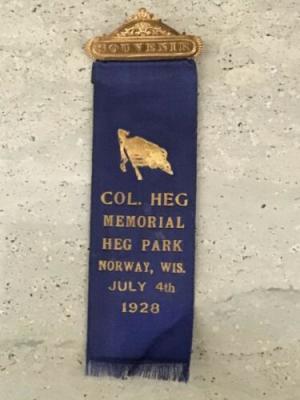 SOUVENIR
COL. HEG
MEMORIAL
HEG PARK
NORWAY, WIS.
JULY 4th
1928